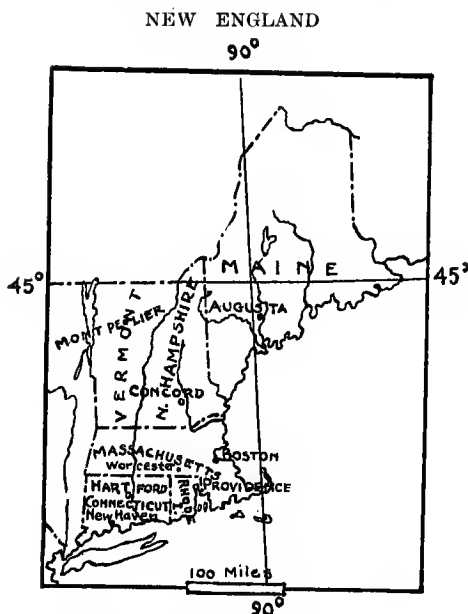 NEW ENGLAND
90°
MAINE
45° 45°
AUGUSTA
MONTPELIER
VERMONT
N. HAMPSHIRE
CONCORD
MASSACHUSETTS
BOSTON
Worcester
HARTFORD
RHODE I.
PROVIDENCE
CONNECTICUT
New Haven
100 Miles
90°